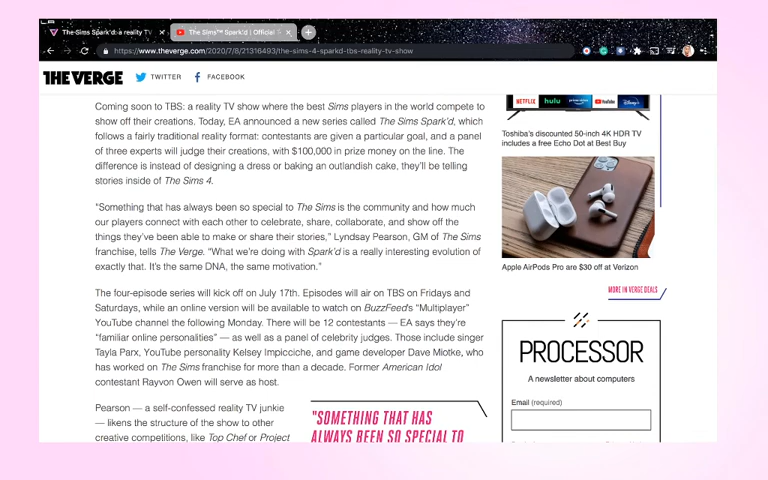 The Sims Spark'd: a reality TV
The Sims™ Spark'd | Official
https://www.theverge.com/2020/7/8/21316493/the-sims-4-sparkd-tbs-reality-tv-show
THE VERGE TWITTER FACEBOOK
Coming soon to TBS: a reality TV show where the best Sims players in the world compete to
show off their creations. Today, EA announced a new series called The Sims Spark'd, which
follows a fairly traditional reality format: contestants are given a particular goal, and a panel
of three experts will judge their creations, with $100,000 in prize money on the line. The
difference is instead of designing a dress or baking an outlandish cake, they'll be telling
stories inside of The Sims 4.
"Something that has always been so special to The Sims is the community and how much
our players connect with each other to celebrate, share, collaborate, and show off the
things they've been able to make or share their stories," Lyndsay Pearson, GM of The Sims
franchise, tells The Verge. "What we're doing with Spark'd is a really interesting evolution of
exactly that. It's the same DNA, the same motivation."
The four-episode series will kick off on July 17th. Episodes will air on TBS on Fridays and
Saturdays, while an online version will be available to watch on BuzzFeed's "Multiplayer"
YouTube channel the following Monday. There will be 12 contestants — EA says they're
"familiar online personalities" — as well as a panel of celebrity judges. Those include singer
Tayla Parx, YouTube personality Kelsey Impicciche, and game developer Dave Miotke, who
has worked on The Sims franchise for more than a decade. Former American Idol
contestant Rayvon Owen will serve as host.
Pearson — a self-confessed reality TV junkie
— likens the structure of the show to other
creative competitions, like Top Chef or Project
"SOMETHING THAT HAS
ALWAYS BEEN SO SPECIAL TO
NETFLIX hulu prime video YouTube Disney+
Toshiba's discounted 50-inch 4K HDR TV
includes a free Echo Dot at Best Buy
Apple AirPods Pro are $30 off at Verizon
MORE IN VERGE DEALS
PROCESSOR
A newsletter about computers
Email (required)